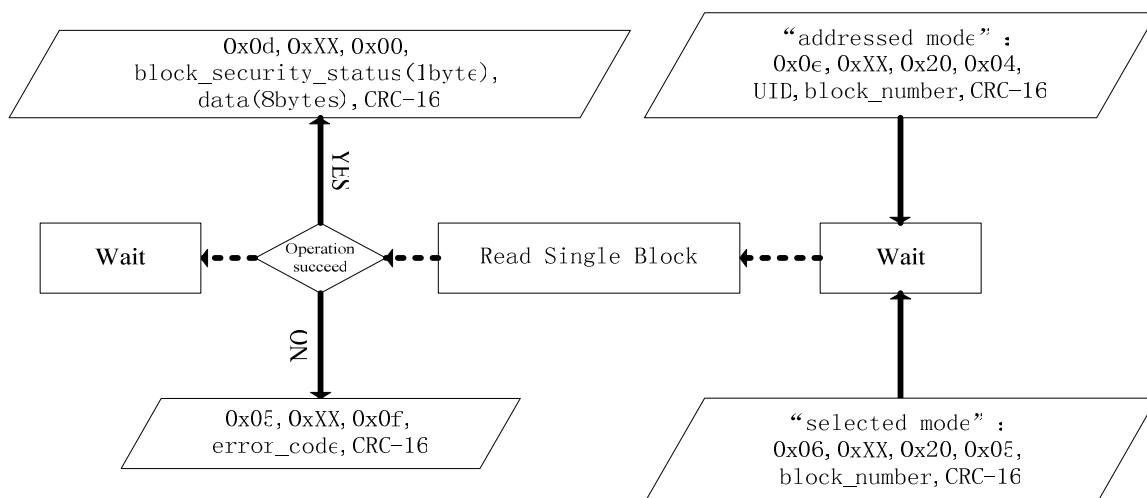 0x0d, 0xXX, 0x00,
block_security_status(1byte),
data(8bytes), CRC-16
“addressed mode”:
0x0e, 0xXX, 0x20, 0x04,
UID, block_number, CRC-16
YES
Wait
Operation
succeed
Read Single Block
Wait
NO
0x05, 0xXX, 0x0f,
error_code, CRC-16
“selected mode”:
0x06, 0xXX, 0x20, 0x05,
block_number, CRC-16